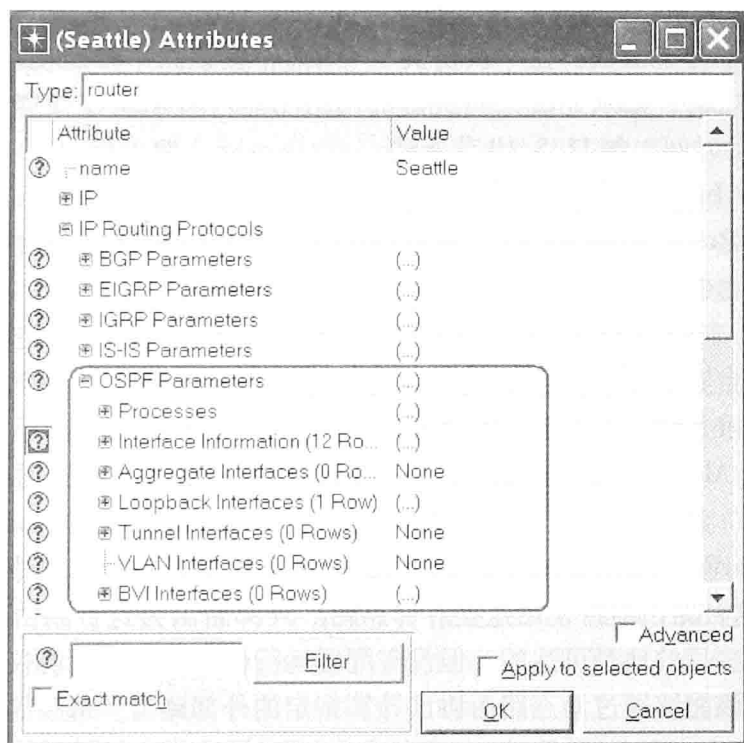 (Seattle) Attributes
Type: router
Attribute Value
name Seattle
IP
IP Routing Protocols
BGP Parameters (...)
EIGRP Parameters (...)
IGRP Parameters (...)
IS-IS Parameters (...)
OSPF Parameters (...)
Processes (...)
Interface Information (12 Ro... (...)
Aggregate Interfaces (0 Ro... None
Loopback Interfaces (1 Row) (...)
Tunnel Interfaces (0 Rows) None
VLAN Interfaces (0 Rows) None
BVI Interfaces (0 Rows) (...)
Advanced
Filter
Apply to selected objects
Exact match
OK
Cancel